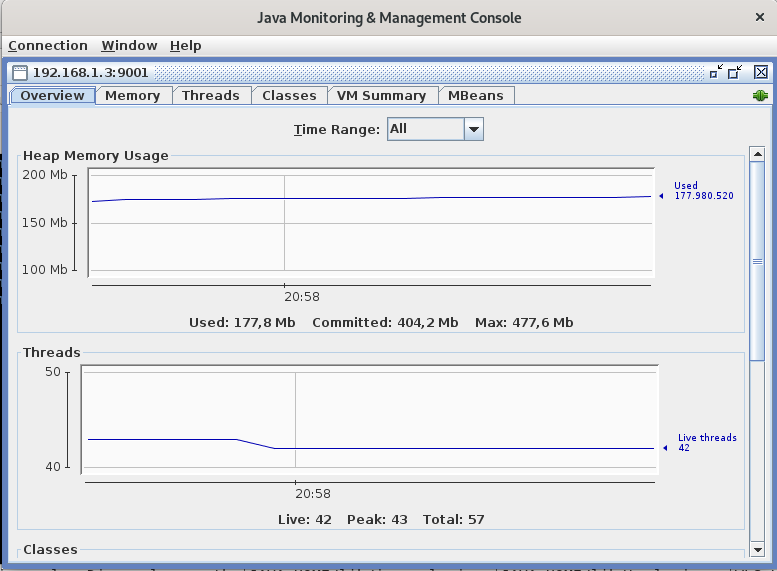 Java Monitoring & Management Console
Connection Window Help
192.168.1.3:9001
Overview Memory Threads Classes VM Summary MBeans
Time Range: All
Heap Memory Usage
200 Mb
150 Mb
100 Mb
Used
177.980.520
20:58
Used: 177,8 Mb Committed: 404,2 Mb Max: 477,6 Mb
Threads
50
40
Live threads
42
20:58
Live: 42 Peak: 43 Total: 57
Classes